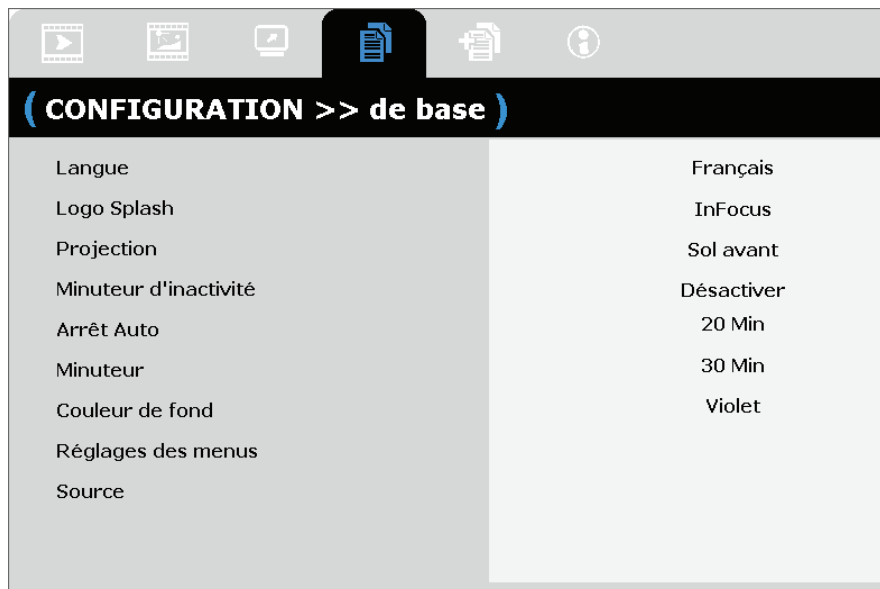 ( CONFIGURATION >> de base )
Langue Français
Logo Splash InFocus
Projection Sol avant
Minuteur d'inactivité Désactiver
Arrêt Auto 20 Min
Minuteur 30 Min
Couleur de fond Violet
Réglages des menus
Source